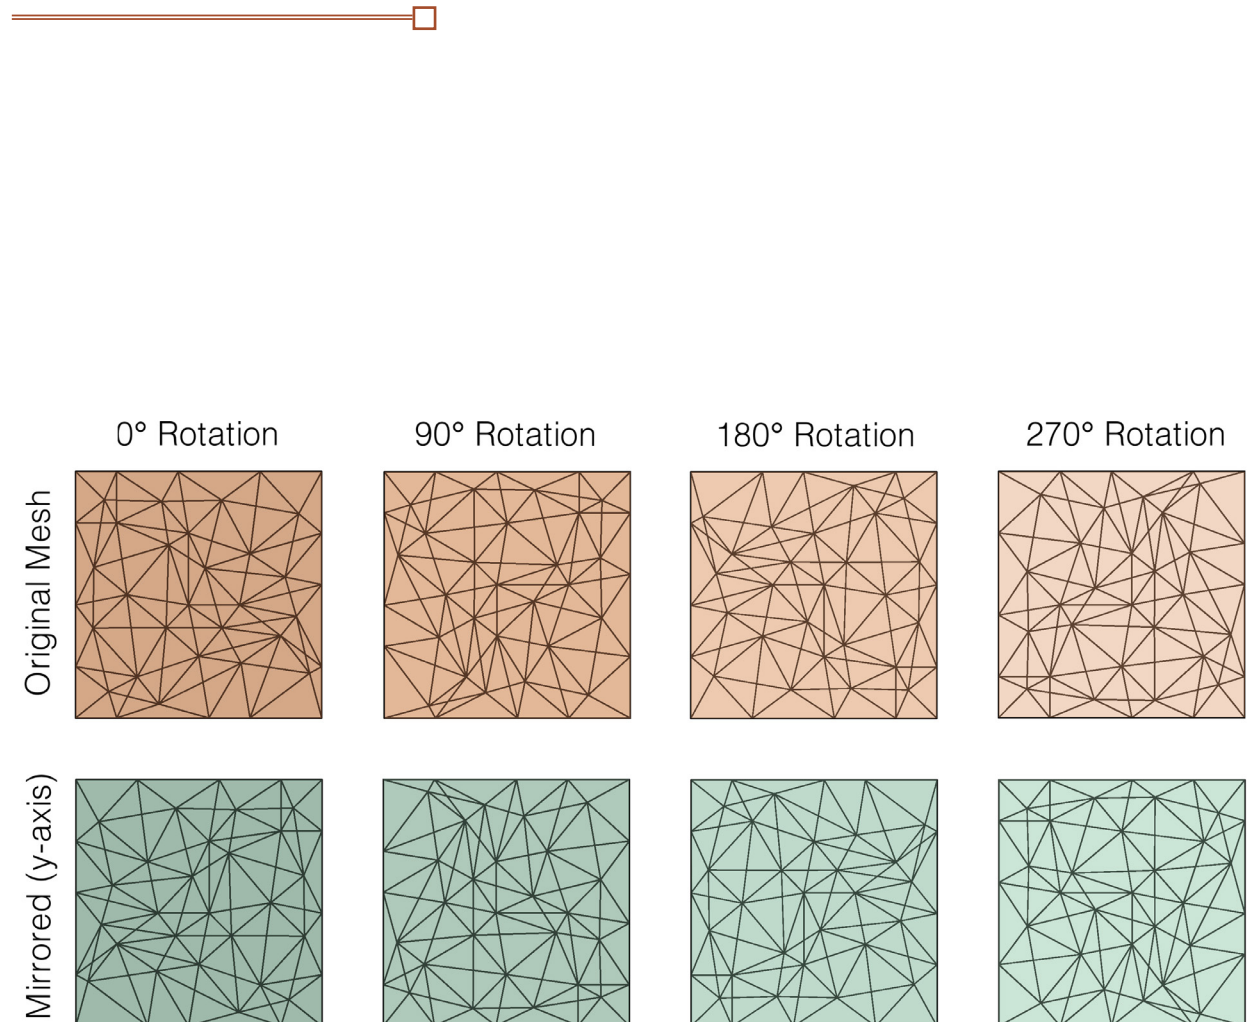 0° Rotation
90° Rotation
180° Rotation
270° Rotation
Original Mesh
Mirrored (y-axis)